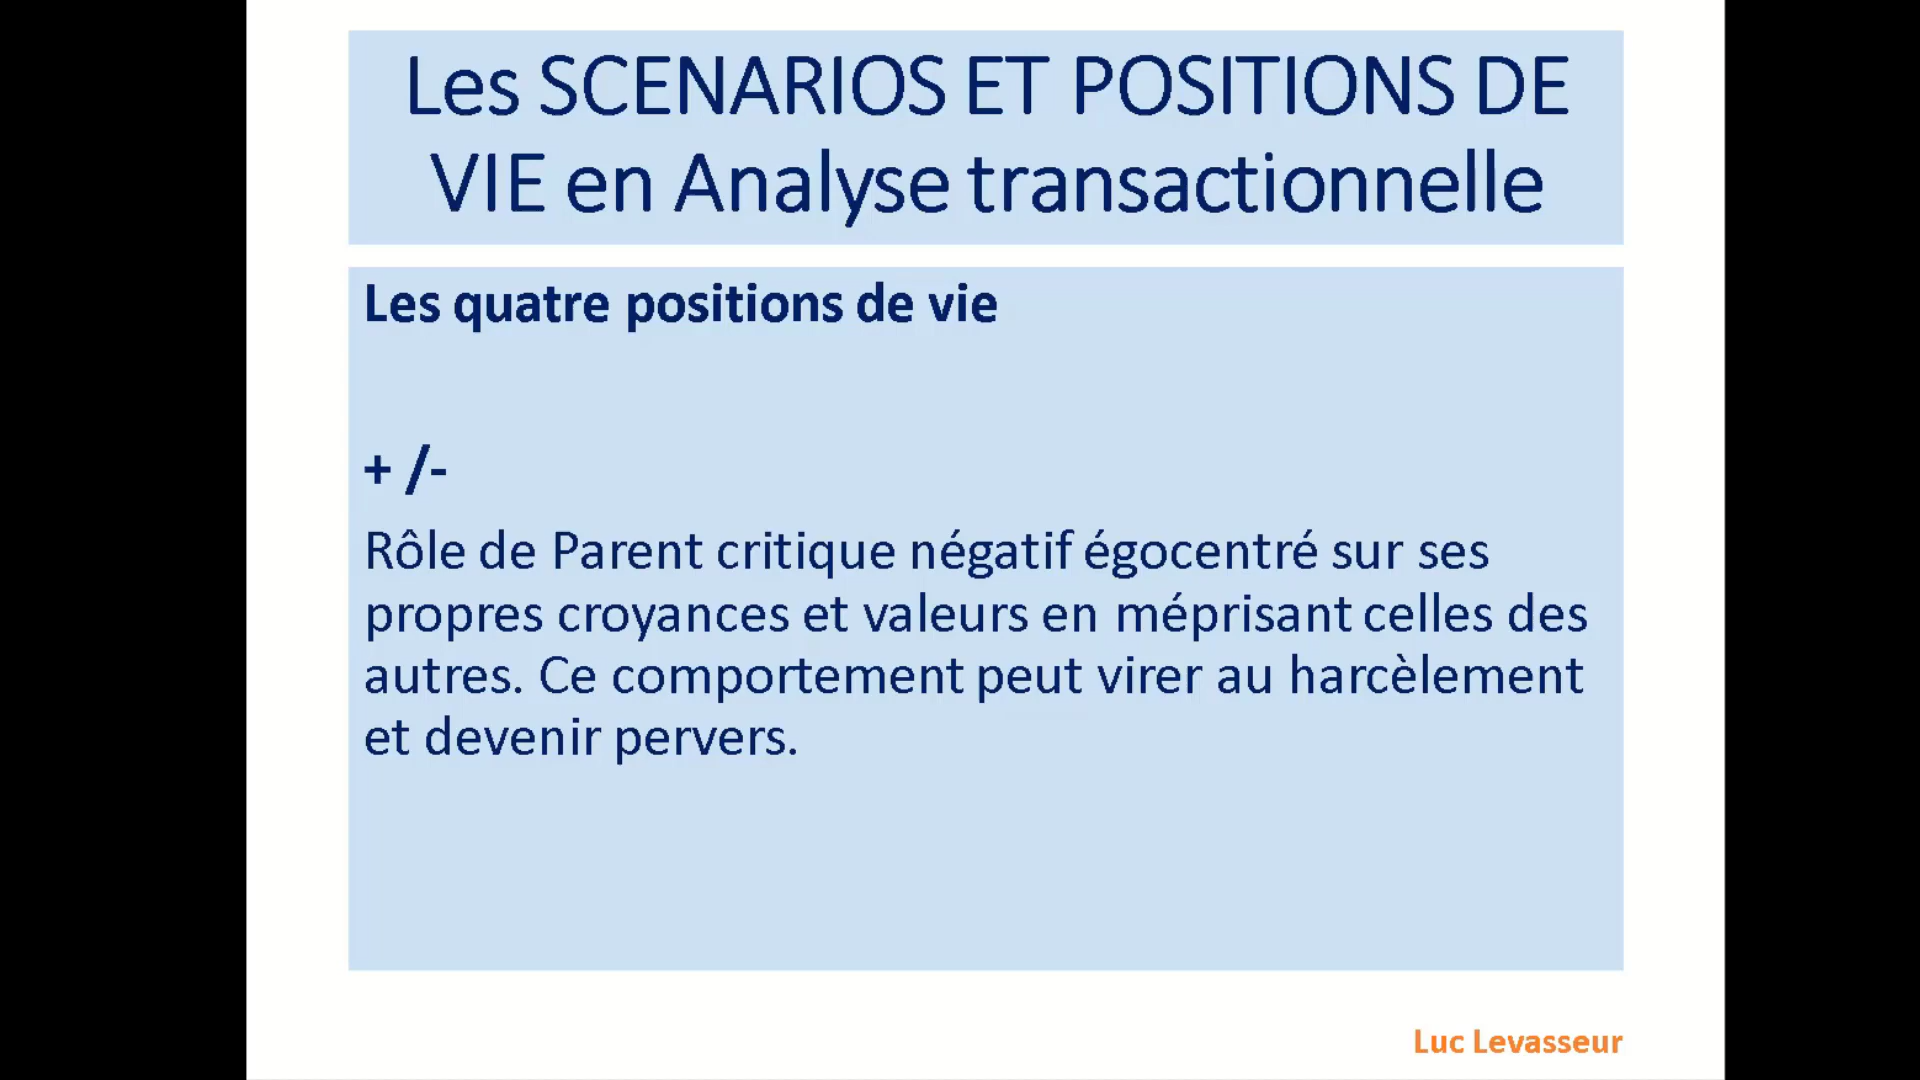 Les SCENARIOS ET POSITIONS DE
VIE en Analyse transactionnelle
Les quatre positions de vie
+ /-
Rôle de Parent critique négatif égocentré sur ses
propres croyances et valeurs en méprisant celles des
autres. Ce comportement peut virer au harcèlement
et devenir pervers.
Luc Levasseur